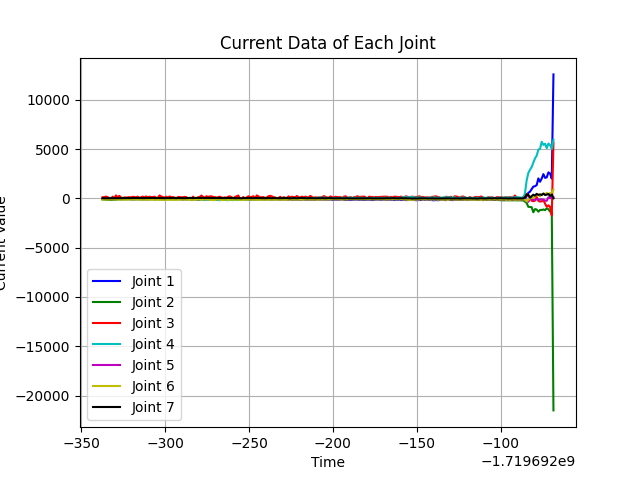 Current Data of Each Joint
Current Value
10000
5000
0
−5000
−10000
−15000
−20000
Joint 1
Joint 2
Joint 3
Joint 4
Joint 5
Joint 6
Joint 7
−350
−300
−250
−200
−150
−100
Time
−1.719692e9